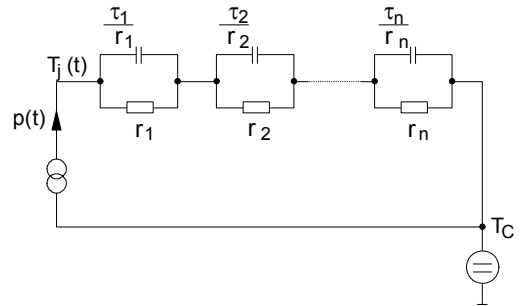 τ1/r1 τ2/r2 τn/rn
Tj(t)
r1 r2 rn
p(t)
TC